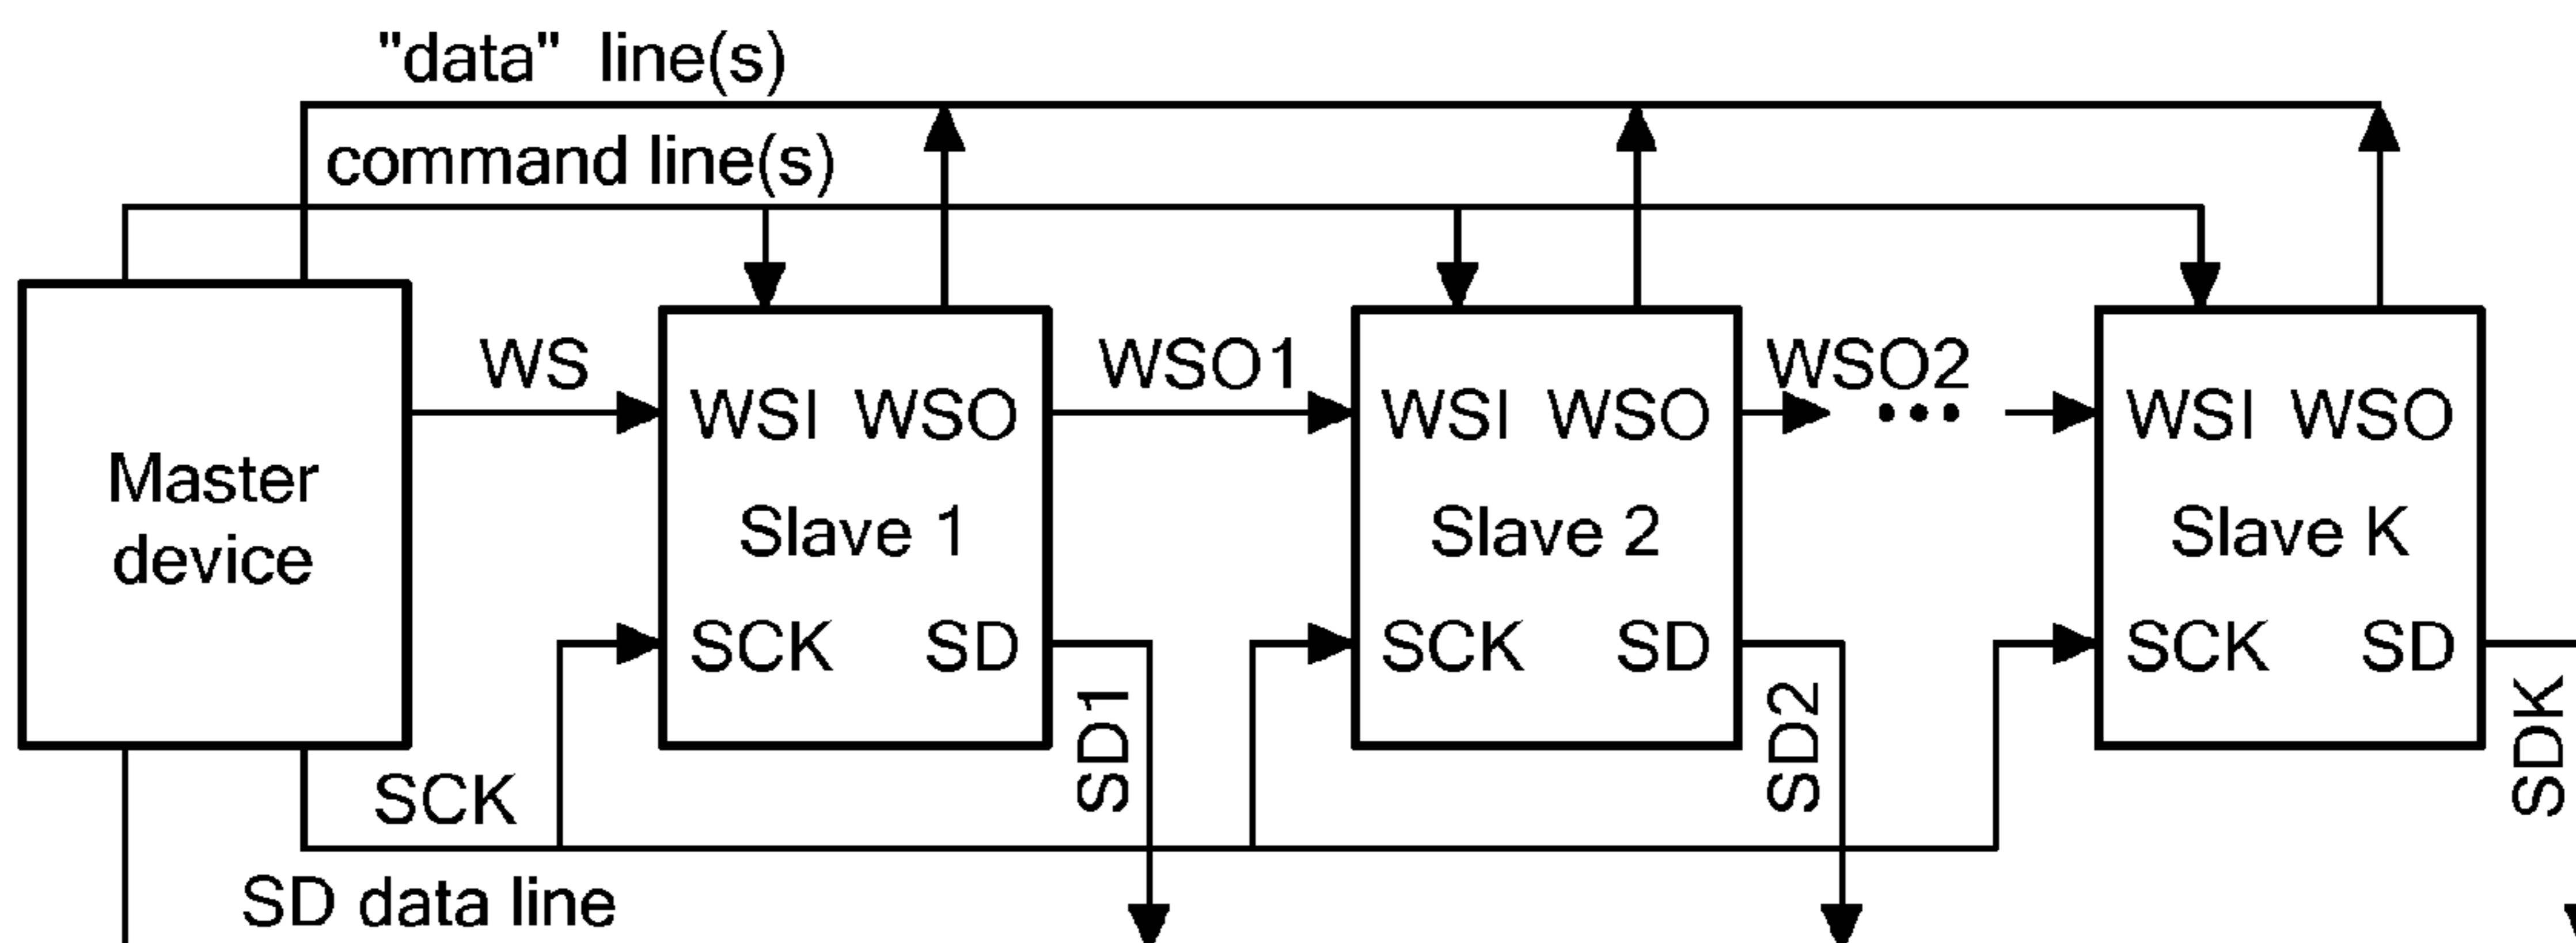 "data" line(s)
command line(s)
WS
WSO1
WSO2
WSI WSO
WSI WSO
WSI WSO
Master
device
Slave 1
Slave 2
Slave K
SCK SD
SCK SD
SCK SD
SD1
SD2
SDK
SCK
SD data line